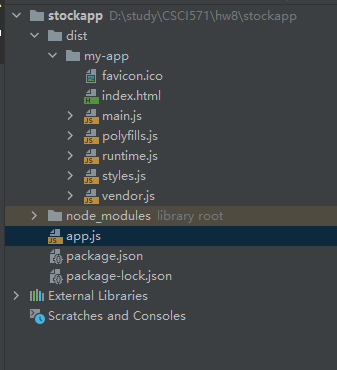 stockapp D:\study\CSCI571\hw8\stockapp
dist
my-app
favicon.ico
index.html
main.js
polyfills.js
runtime.js
styles.js
vendor.js
node_modules library root
app.js
package.json
package-lock.json
External Libraries
Scratches and Consoles